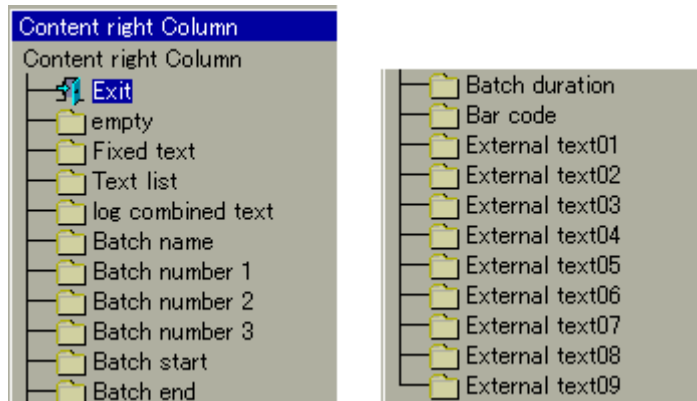 Content right Column
Content right Column
Exit
empty
Fixed text
Text list
log combined text
Batch name
Batch number 1
Batch number 2
Batch number 3
Batch start
Batch end
Batch duration
Bar code
External text01
External text02
External text03
External text04
External text05
External text06
External text07
External text08
External text09